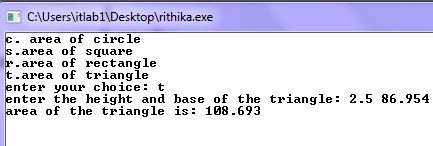 C:\Users\itlab1\Desktop\rithika.exe
c. area of circle
s.area of square
r.area of rectangle
t.area of triangle
enter your choice: t
enter the height and base of the triangle: 2.5 86.954
area of the triangle is: 108.693